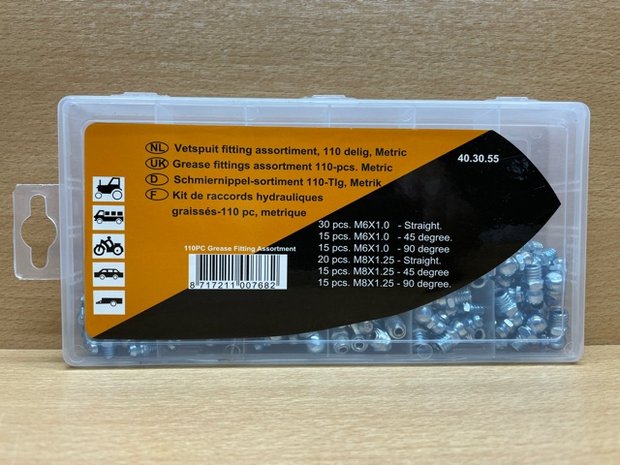 NL Vetspuit fitting assortiment, 110 delig, Metric
UK Grease fittings assortment 110-pcs. Metric
D Schmiernippel-sortiment 110-Tlg, Metrik
F Kit de raccords hydrauliques
graissés-110 pc, metrique
40.30.55
30 pcs. M6X1.0 - Straight.
15 pcs. M6X1.0 - 45 degree.
15 pcs. M6X1.0 - 90 degree
20 pcs. M8X1.25 - Straight.
15 pcs. M8X1.25 - 45 degree
15 pcs. M8X1.25 - 90 degree.
110PC Grease Fitting Assortment
8 717211 007682